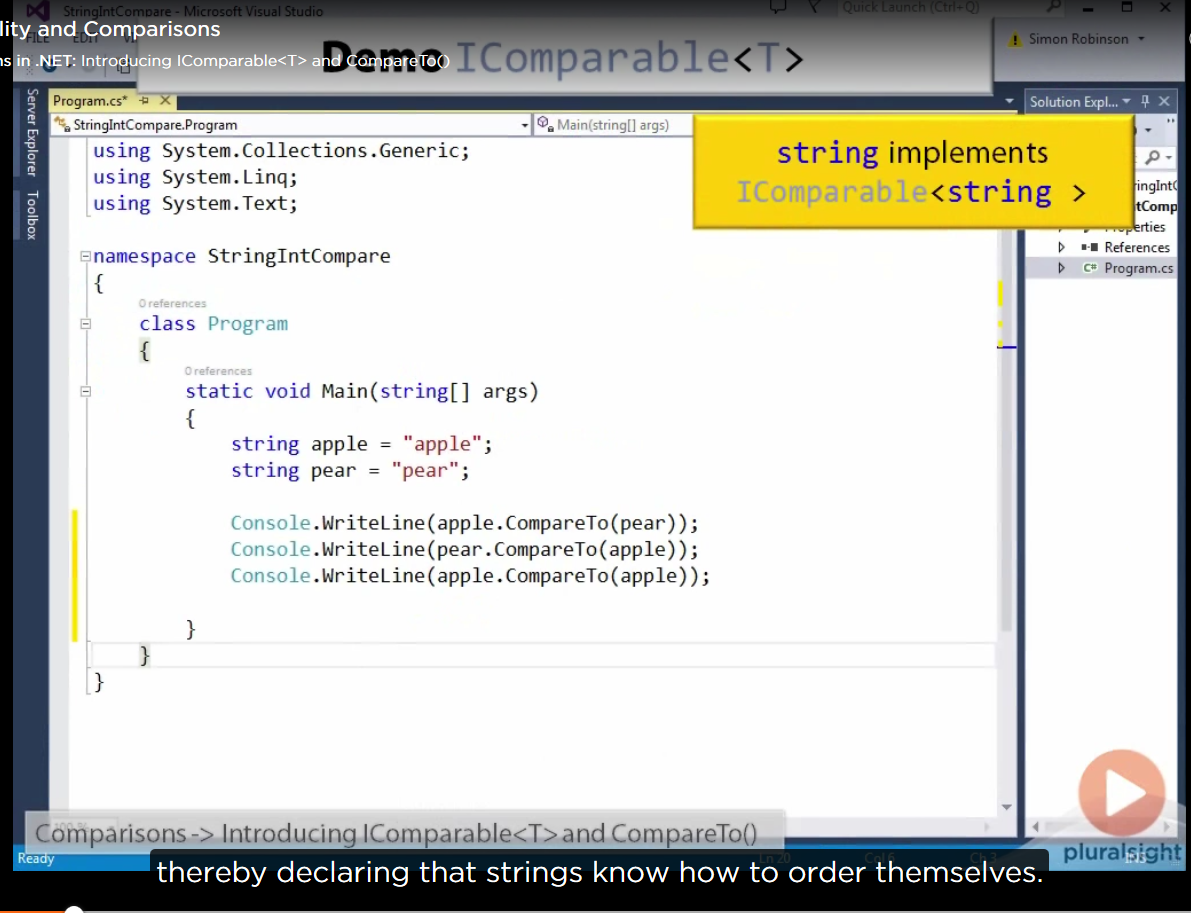 StringIntCompare - Microsoft Visual Studio
Quick Launch (Ctrl+Q)
lity and Comparisons
FILE EDIT
Demo IComparable<T>
Simon Robinson
ns in .NET: Introducing IComparable<T> and CompareTo()
Server Explorer
Toolbox
Program.cs*
Solution Expl...
StringIntCompare.Program
Main(string[] args)
string implements
IComparable<string >
using System.Collections.Generic;
using System.Linq;
using System.Text;
ringIntC
tComp
Properties
References
C# Program.cs
namespace StringIntCompare
{
0 references
class Program
{
0 references
static void Main(string[] args)
{
string apple = "apple";
string pear = "pear";
Console.WriteLine(apple.CompareTo(pear));
Console.WriteLine(pear.CompareTo(apple));
Console.WriteLine(apple.CompareTo(apple));
}
}
}
100 %
Comparisons -> Introducing IComparable<T> and CompareTo()
pluralsight
Ready
Ln 20
Col 6
Ch 3
INS
thereby declaring that strings know how to order themselves.